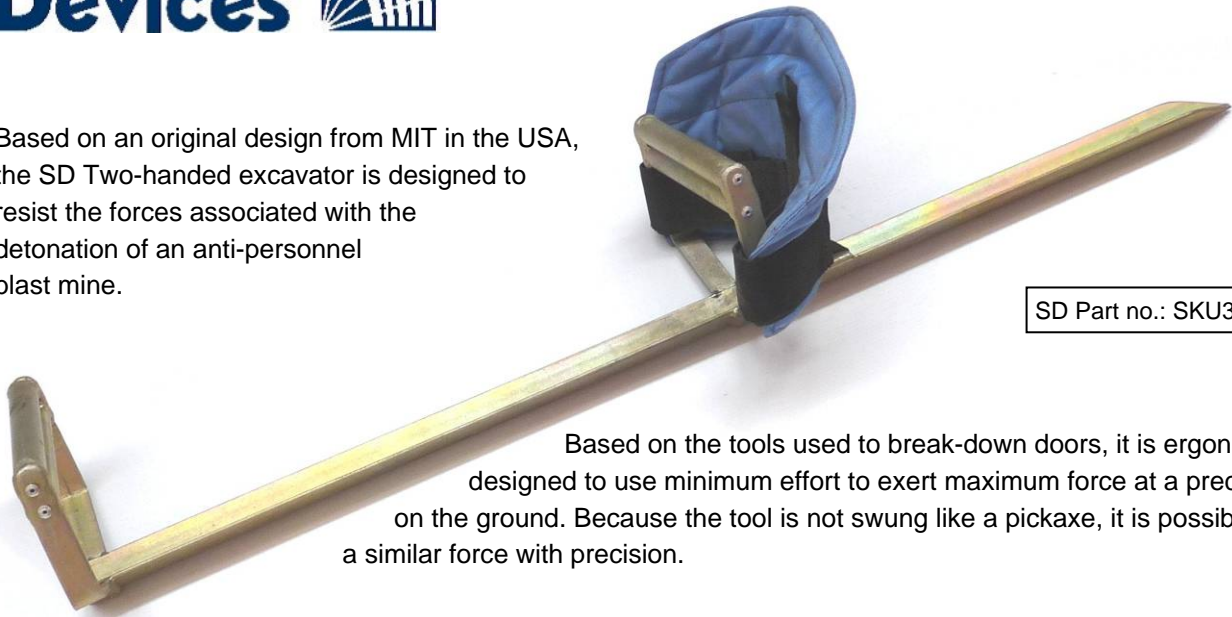 Devices
Based on an original design from MIT in the USA,
the SD Two-handed excavator is designed to
resist the forces associated with the
detonation of an anti-personnel
blast mine.
SD Part no.: SKU3
Based on the tools used to break-down doors, it is ergon
designed to use minimum effort to exert maximum force at a prec
on the ground. Because the tool is not swung like a pickaxe, it is possib
a similar force with precision.